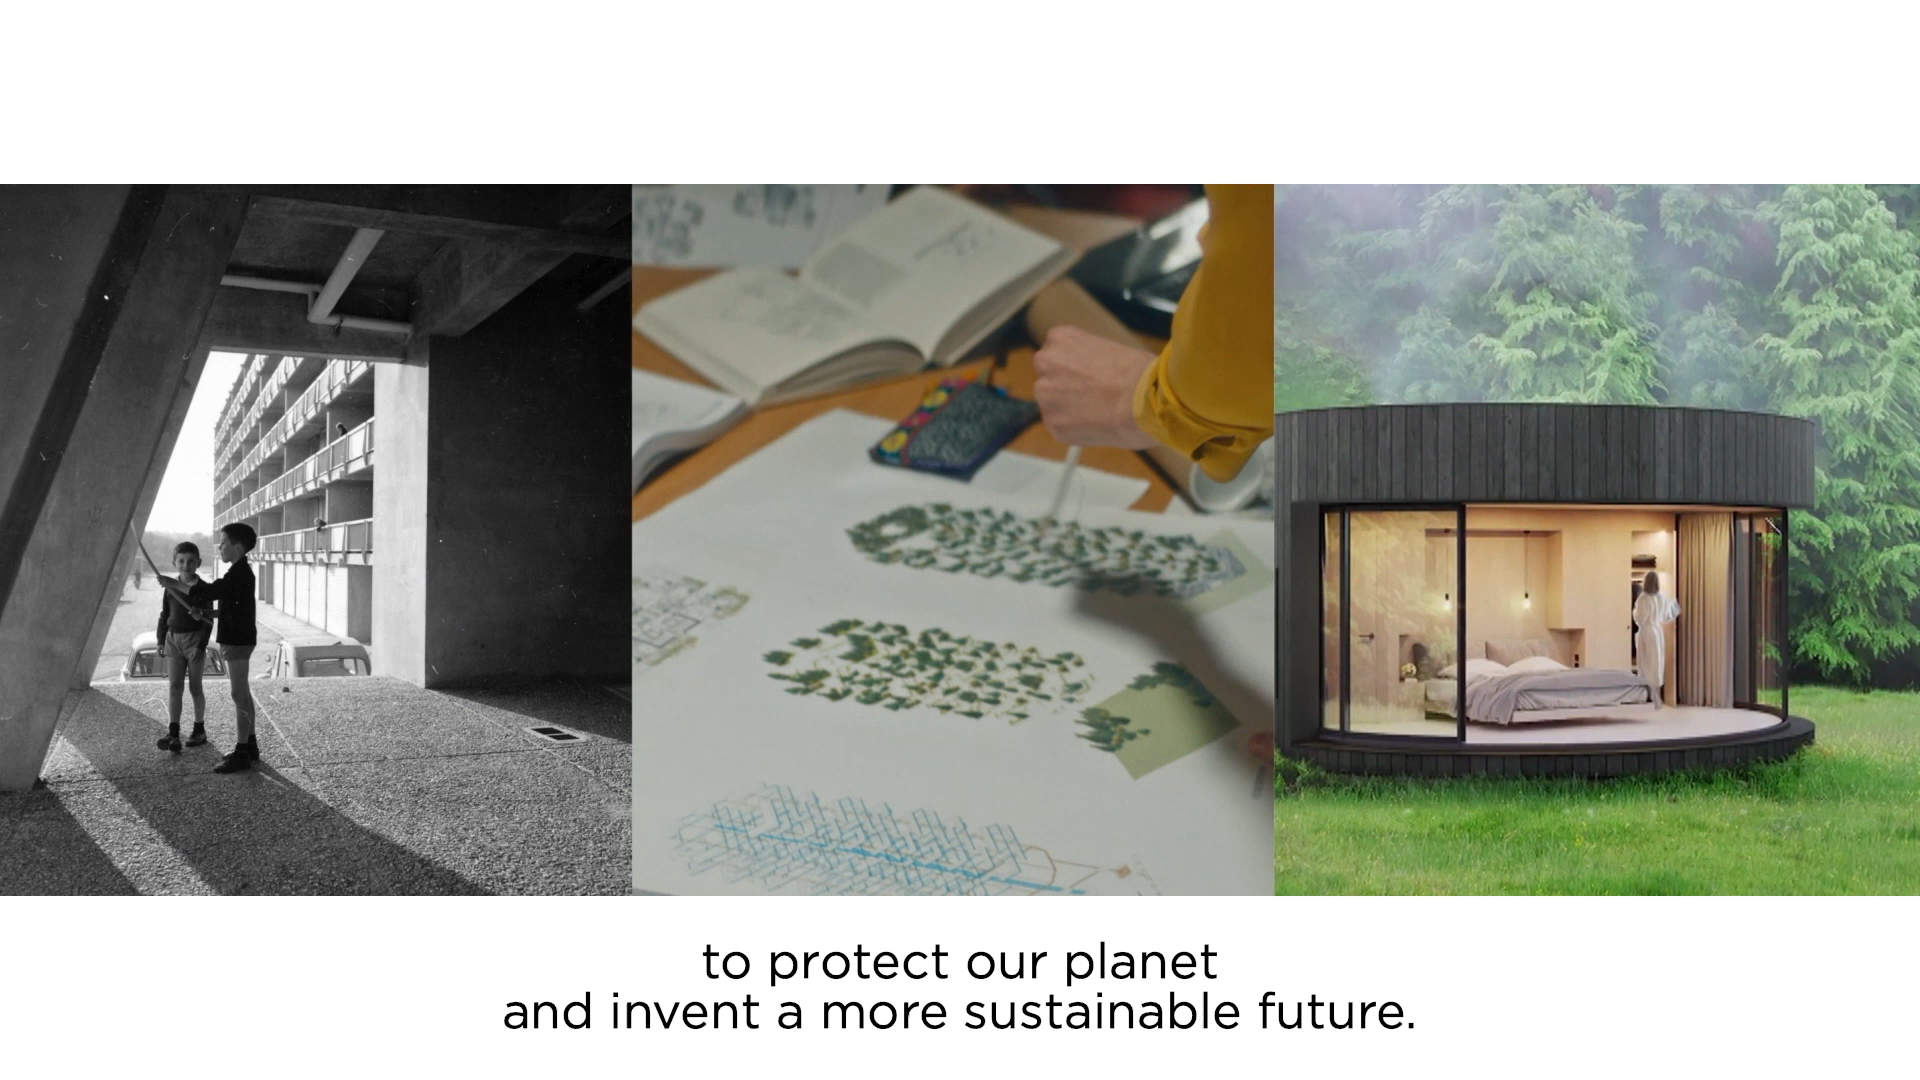 to protect our planet
and invent a more sustainable future.